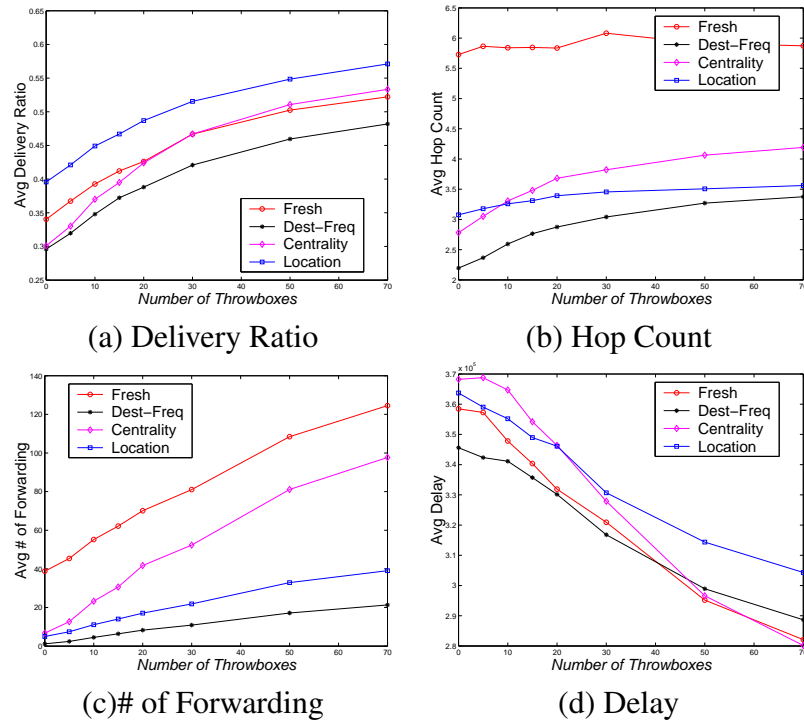 0.65
0.6
0.55
0.5
0.45
0.4
0.35
0.3
0.25
Avg Delivery Ratio
Fresh
Dest-Freq
Centrality
Location
0 10 20 30 40 50 60 70
Number of Throwboxes
(a) Delivery Ratio
6.5
6
5.5
5
4.5
4
3.5
3
2.5
2
Avg Hop Count
Fresh
Dest-Freq
Centrality
Location
0 10 20 30 40 50 60 70
Number of Throwboxes
(b) Hop Count
140
120
100
80
60
40
20
0
Avg # of Forwarding
Fresh
Dest-Freq
Centrality
Location
0 10 20 30 40 50 60 70
Number of Throwboxes
(c)# of Forwarding
x 10^5
3.7
3.6
3.5
3.4
3.3
3.2
3.1
3
2.9
2.8
Avg Delay
Fresh
Dest-Freq
Centrality
Location
0 10 20 30 40 50 60 70
Number of Throwboxes
(d) Delay